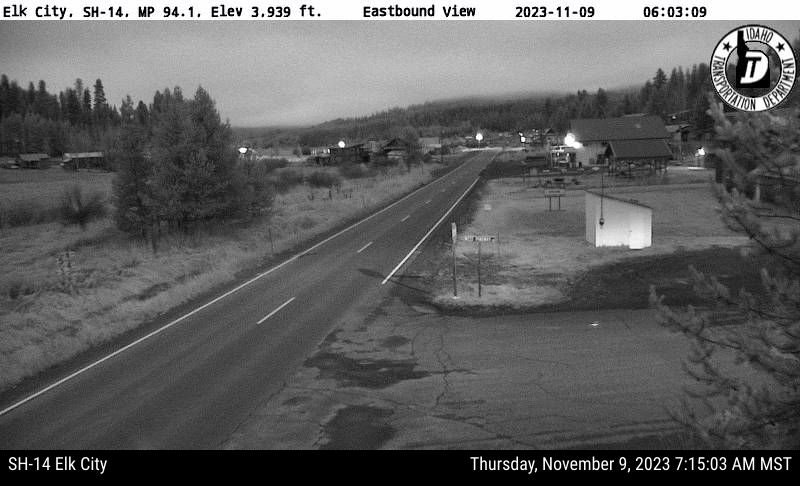 Elk City, SH-14, MP 94.1, Elev 3,939 ft. Eastbound View 2023-11-09 06:03:09
IDAHO
TRANSPORTATION DEPARTMENT
SH-14 Elk City Thursday, November 9, 2023 7:15:03 AM MST